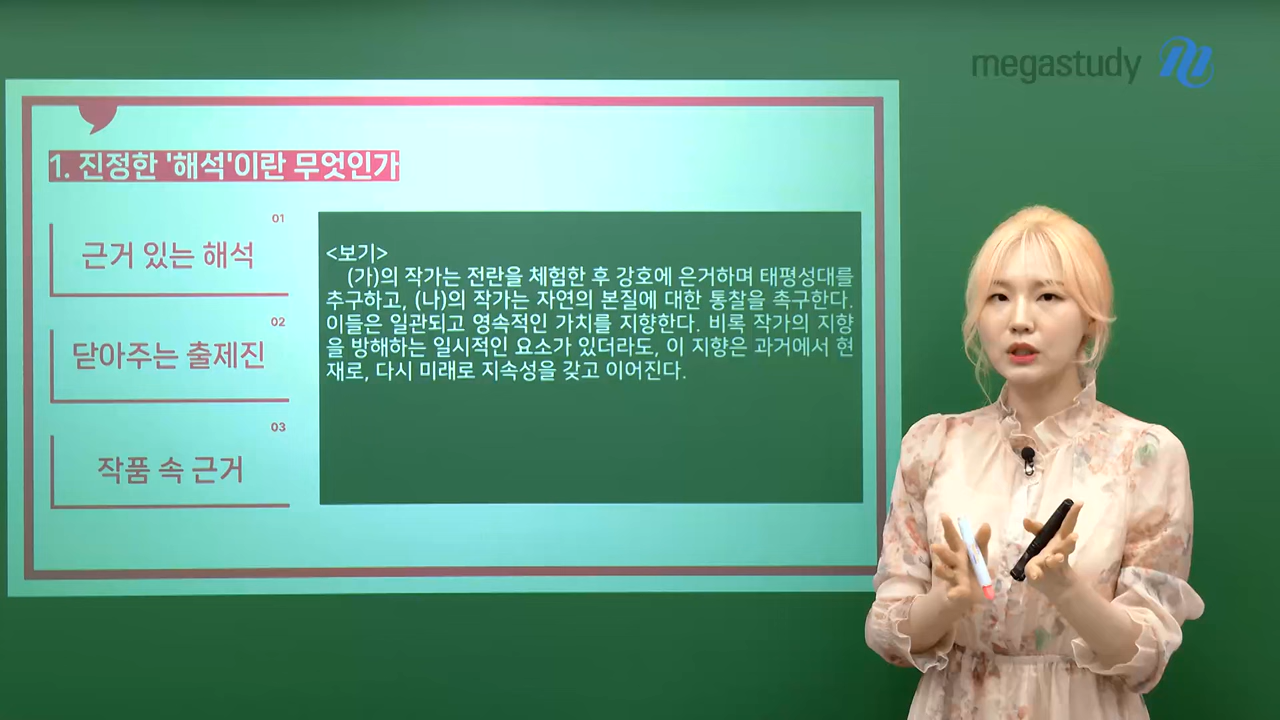 megastudy
1. 진정한 '해석'이란 무엇인가
01
근거 있는 해석
02
닫아주는 출제진
03
작품 속 근거
<보기>
(가)의 작가는 전란을 체험한 후 강호에 은거하며 태평성대를
추구하고, (나)의 작가는 자연의 본질에 대한 통찰을 촉구한다.
이들은 일관되고 영속적인 가치를 지향한다. 비록 작가의 지향
을 방해하는 일시적인 요소가 있더라도, 이 지향은 과거에서 현
재로, 다시 미래로 지속성을 갖고 이어진다.